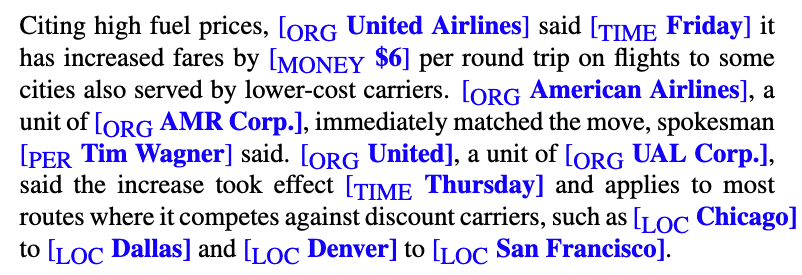 Citing high fuel prices, [ORG United Airlines] said [TIME Friday] it
has increased fares by [MONEY $6] per round trip on flights to some
cities also served by lower-cost carriers. [ORG American Airlines], a
unit of [ORG AMR Corp.], immediately matched the move, spokesman
[PER Tim Wagner] said. [ORG United], a unit of [ORG UAL Corp.],
said the increase took effect [TIME Thursday] and applies to most
routes where it competes against discount carriers, such as [LOC Chicago]
to [LOC Dallas] and [LOC Denver] to [LOC San Francisco].